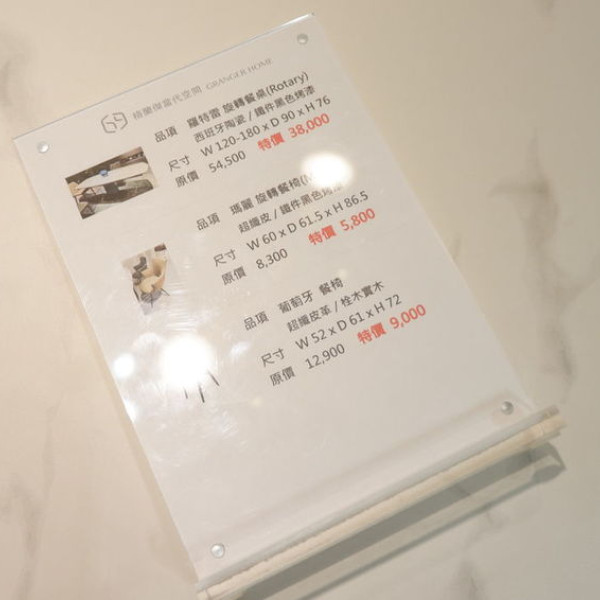 格蘭傑當代空間 GRANGER HOME
品項 羅特雷 旋轉餐桌(Rotary)
西班牙陶瓷 / 鐵件黑色烤漆
尺寸 W 120-180 x D 90 x H 76
原價 54,500 特價 38,000
品項 瑪麗 旋轉餐椅
超纖皮 / 鐵件黑色烤漆
尺寸 W 60 x D 61.5 x H 86.5
原價 8,300 特價 5,800
品項 葡萄牙 餐椅
超纖皮革 / 栓木實木
尺寸 W 52 x D 61 x H 72
原價 12,900 特價 9,000